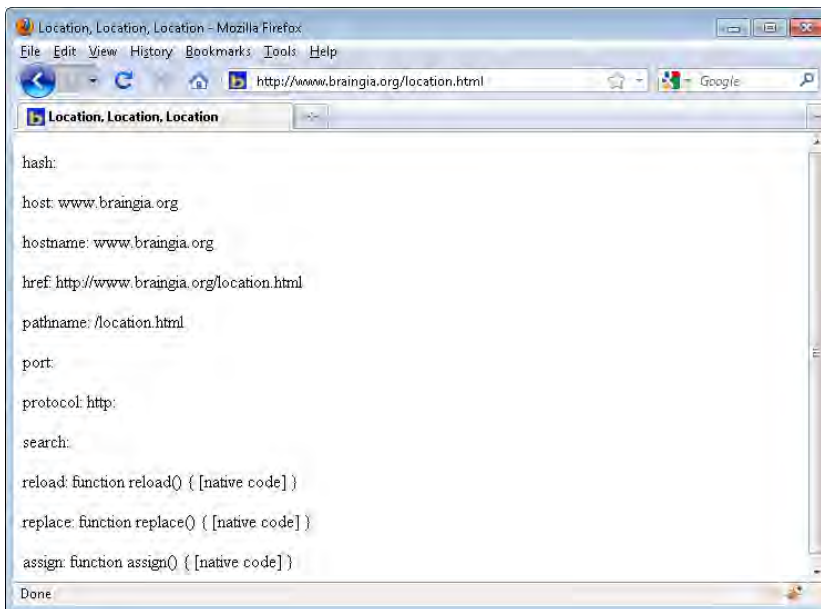 Location, Location, Location - Mozilla Firefox
File Edit View History Bookmarks Tools Help
http://www.braingia.org/location.html
Google
Location, Location, Location
hash:
host: www.braingia.org
hostname: www.braingia.org
href: http://www.braingia.org/location.html
pathname: /location.html
port:
protocol: http:
search:
reload: function reload() { [native code] }
replace: function replace() { [native code] }
assign: function assign() { [native code] }
Done